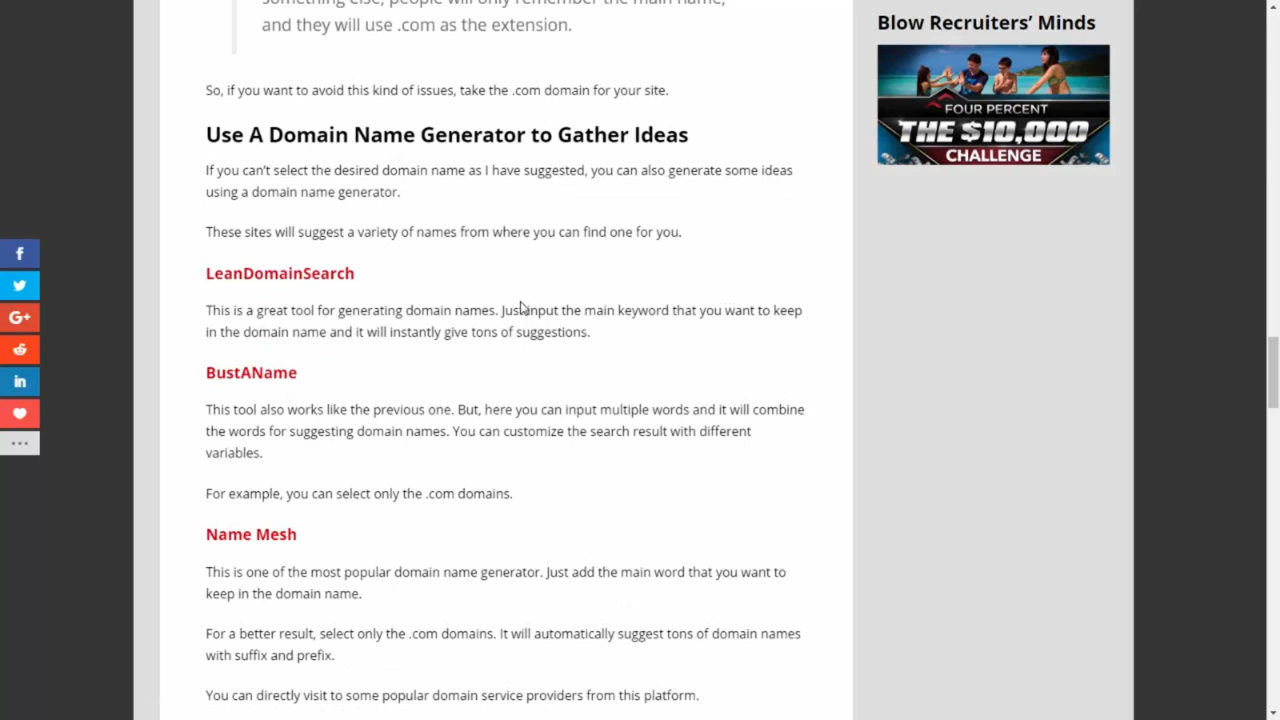 something else, people will only remember the main name,
and they will use .com as the extension.
So, if you want to avoid this kind of issues, take the .com domain for your site.
Use A Domain Name Generator to Gather Ideas
If you can’t select the desired domain name as I have suggested, you can also generate some ideas
using a domain name generator.
These sites will suggest a variety of names from where you can find one for you.
LeanDomainSearch
This is a great tool for generating domain names. Just input the main keyword that you want to keep
in the domain name and it will instantly give tons of suggestions.
BustAName
This tool also works like the previous one. But, here you can input multiple words and it will combine
the words for suggesting domain names. You can customize the search result with different
variables.
For example, you can select only the .com domains.
Name Mesh
This is one of the most popular domain name generator. Just add the main word that you want to
keep in the domain name.
For a better result, select only the .com domains. It will automatically suggest tons of domain names
with suffix and prefix.
You can directly visit to some popular domain service providers from this platform.
Blow Recruiters’ Minds
FOUR PERCENT
THE $10,000
CHALLENGE
f
G+
in